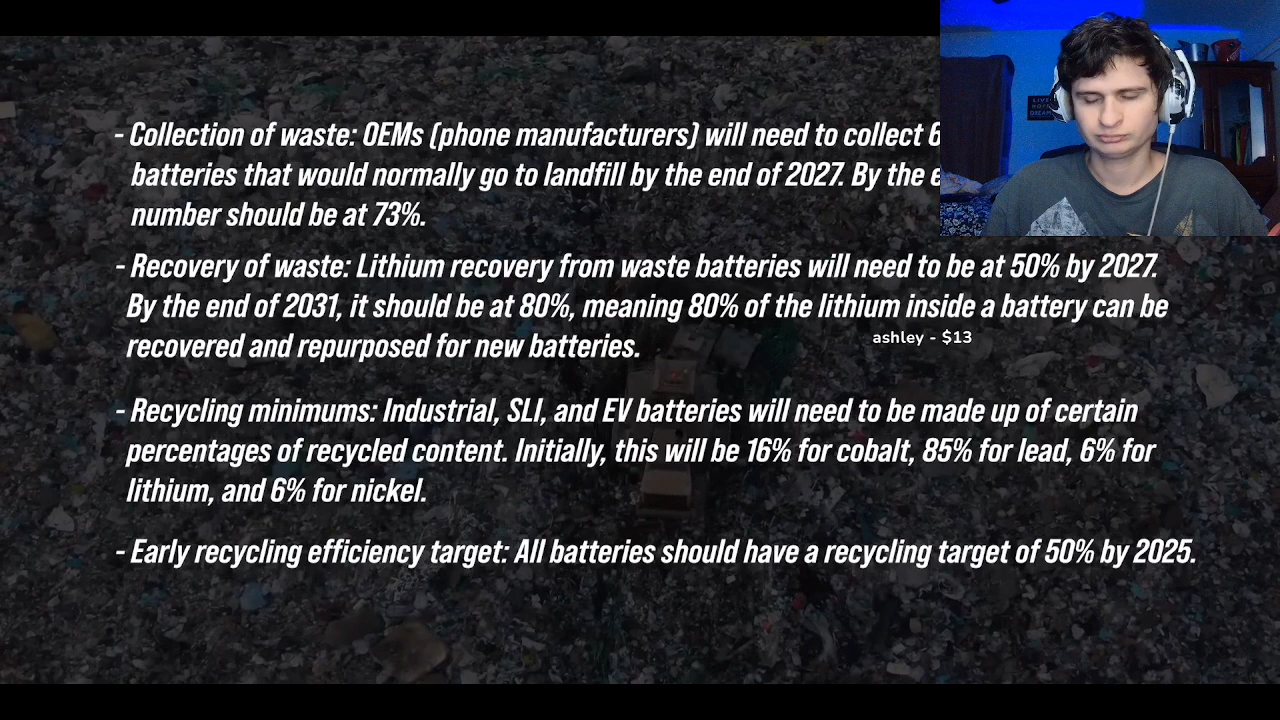 - Collection of waste: OEMs (phone manufacturers) will need to collect 6
batteries that would normally go to landfill by the end of 2027. By the e
number should be at 73%.
- Recovery of waste: Lithium recovery from waste batteries will need to be at 50% by 2027.
By the end of 2031, it should be at 80%, meaning 80% of the lithium inside a battery can be
ashley - $13
recovered and repurposed for new batteries.
- Recycling minimums: Industrial, SLI, and EV batteries will need to be made up of certain
percentages of recycled content. Initially, this will be 16% for cobalt, 85% for lead, 6% for
lithium, and 6% for nickel.
- Early recycling efficiency target: All batteries should have a recycling target of 50% by 2025.